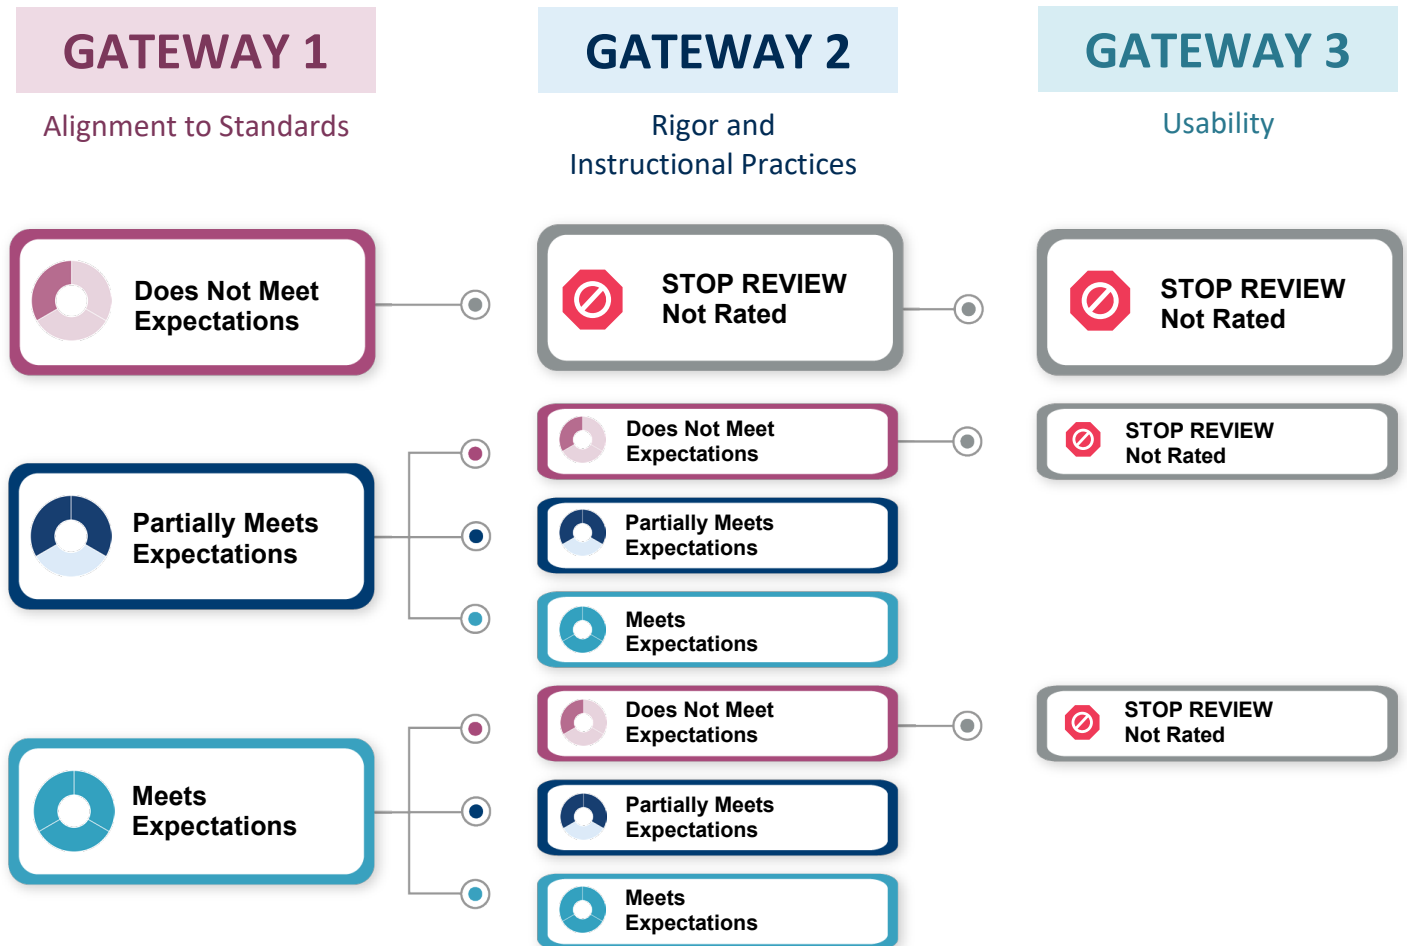 GATEWAY 1
Alignment to Standards
GATEWAY 2
Rigor and
Instructional Practices
GATEWAY 3
Usability
Does Not Meet
Expectations
STOP REVIEW
Not Rated
STOP REVIEW
Not Rated
Partially Meets
Expectations
Does Not Meet
Expectations
STOP REVIEW
Not Rated
Partially Meets
Expectations
Meets
Expectations
Meets
Expectations
Does Not Meet
Expectations
STOP REVIEW
Not Rated
Partially Meets
Expectations
Meets
Expectations